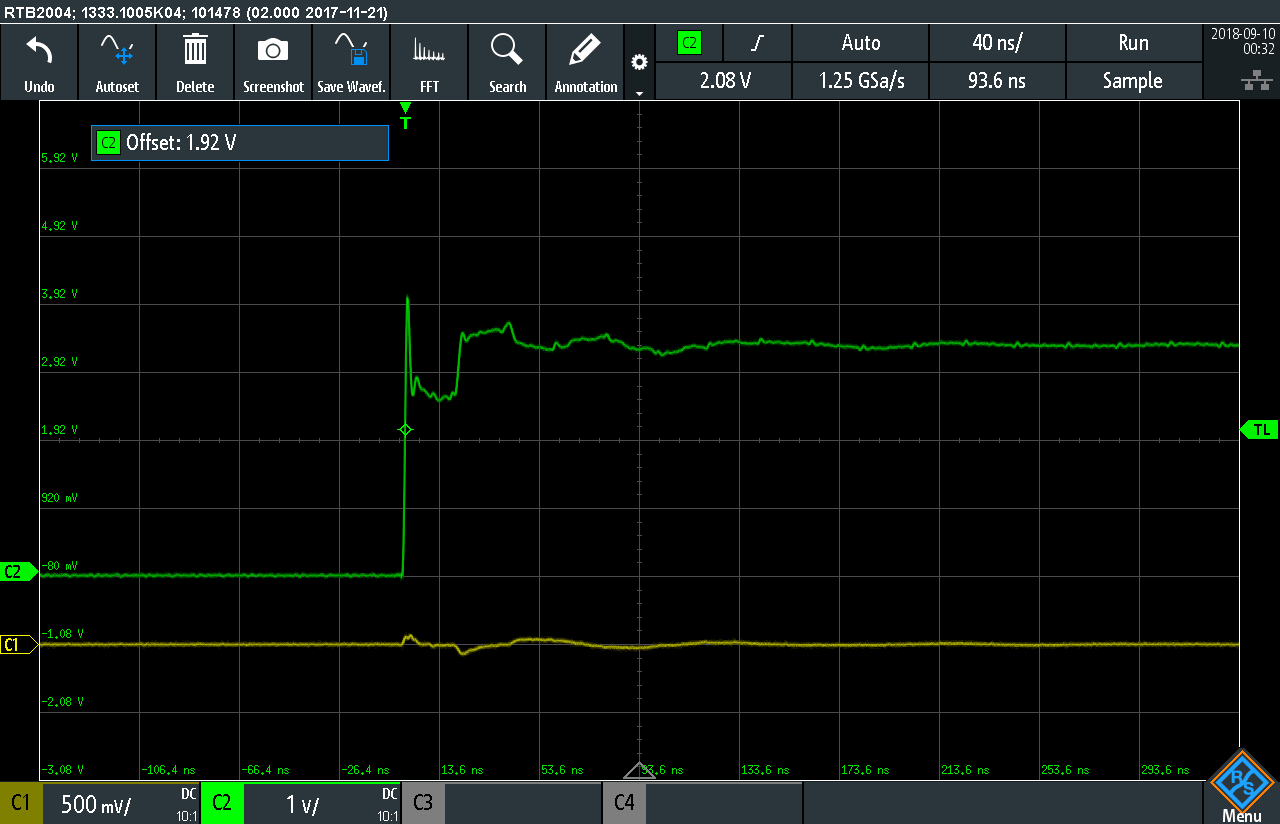 RTB2004; 1333.1005K04; 101478 (02.000 2017-11-21)
Undo
Autoset
Delete
Screenshot
Save Wavef.
FFT
Search
Annotation
C2
Auto
40 ns/
Run
2018-09-10
00:32
2.08 V
1.25 GSa/s
93.6 ns
Sample
T
C2 Offset: 1.92 V
5,92 V
4,92 V
3,92 V
2,92 V
1,92 V
TL
920 mV
C2
-80 mV
C1
-1,08 V
-2,08 V
-3,08 V
-106,4 ns
-66,4 ns
-26,4 ns
13,6 ns
53,6 ns
93,6 ns
133,6 ns
173,6 ns
213,6 ns
253,6 ns
293,6 ns
C1
500 mV/
DC
10:1
C2
1 V/
DC
10:1
C3
C4
R S
Menu